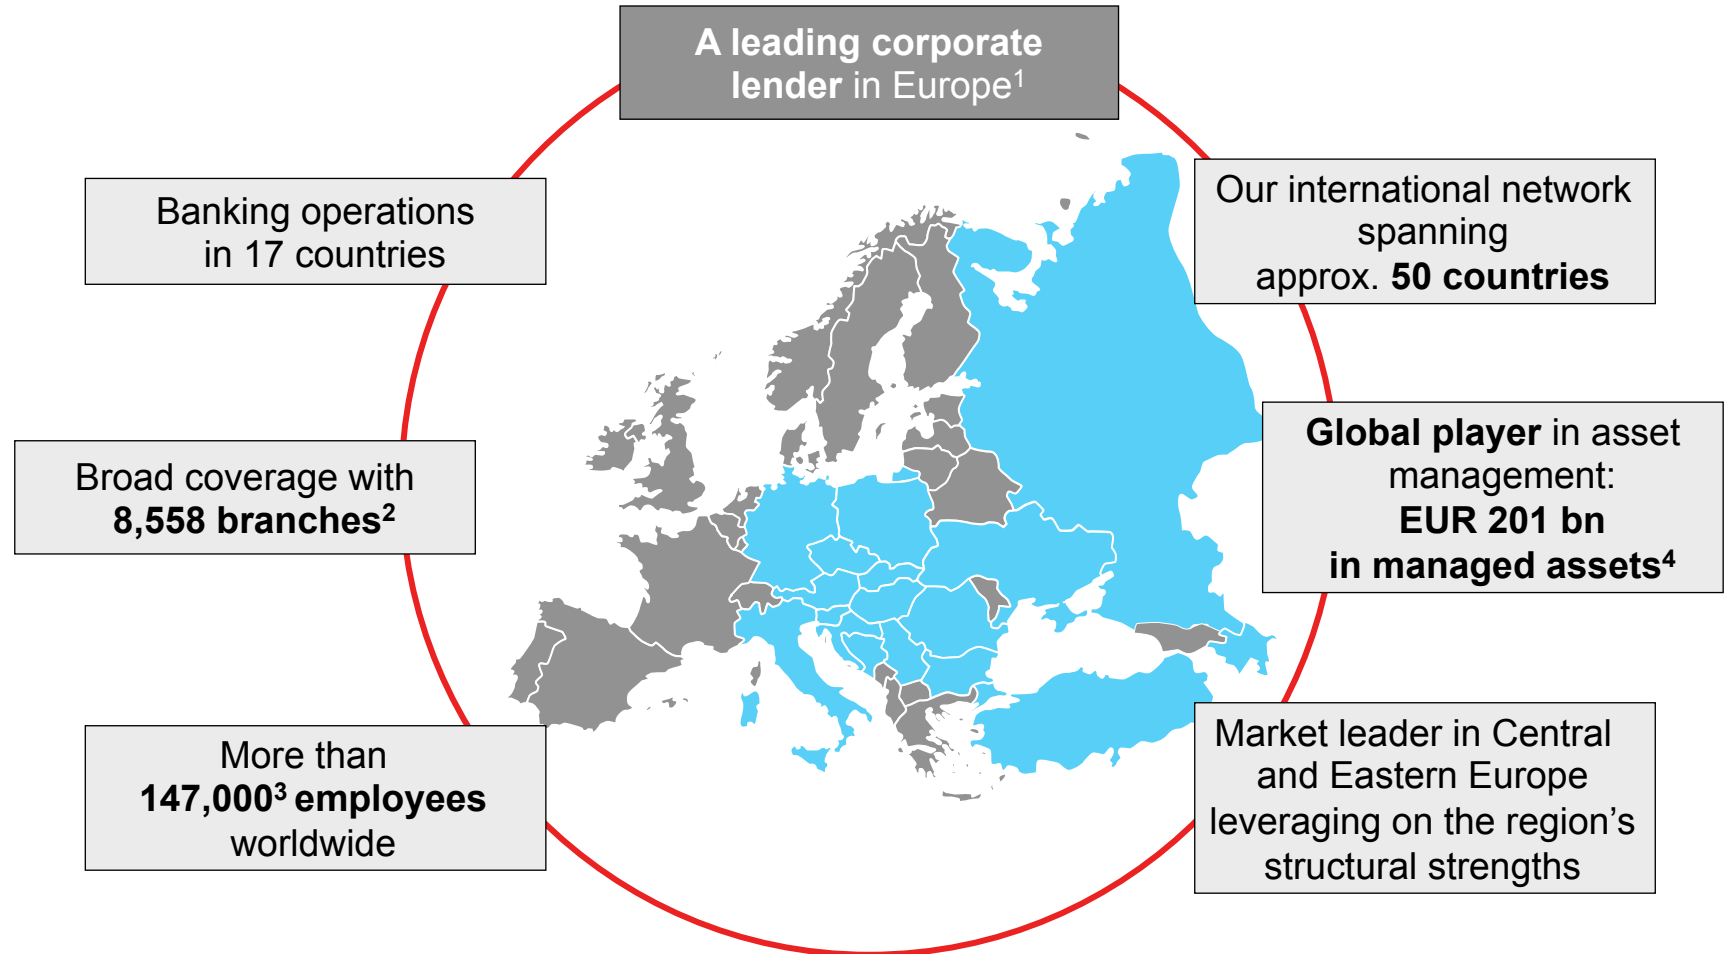 A leading corporate
lender in Europe¹
Banking operations
in 17 countries
Our international network
spanning
approx. 50 countries
Broad coverage with
8,558 branches²
Global player in asset
management:
EUR 201 bn
in managed assets⁴
More than
147,000³ employees
worldwide
Market leader in Central
and Eastern Europe
leveraging on the region’s
structural strengths